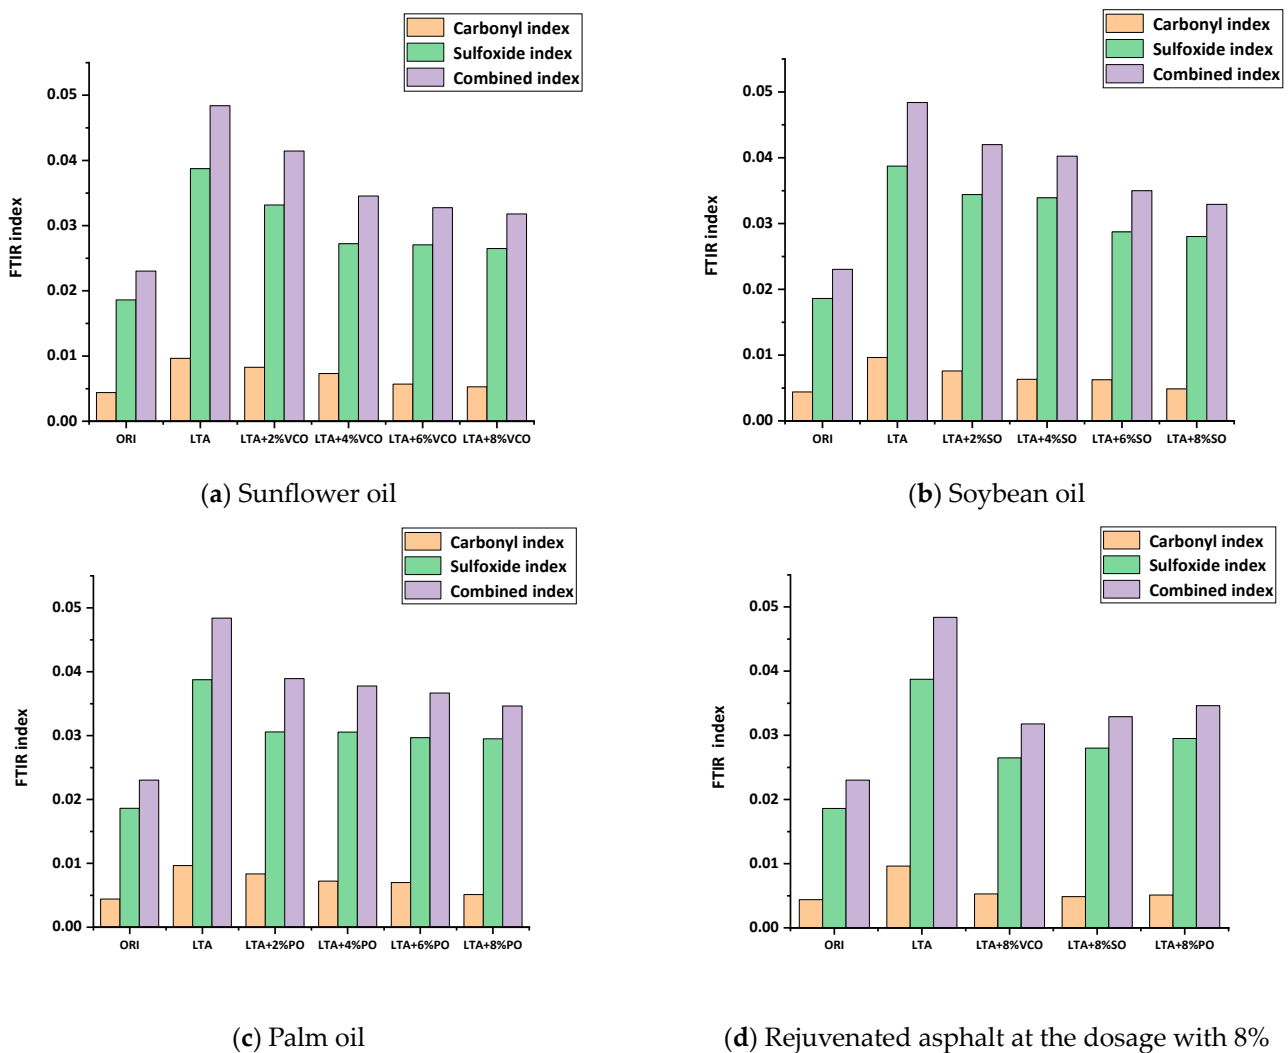 Carbonyl index
Sulfoxide index
Combined index
FTIR index
0.05
0.04
0.03
0.02
0.01
0.00
ORI LTA LTA+2%VCO LTA+4%VCO LTA+6%VCO LTA+8%VCO
(a) Sunflower oil
Carbonyl index
Sulfoxide index
Combined index
FTIR index
0.05
0.04
0.03
0.02
0.01
0.00
ORI LTA LTA+2%SO LTA+4%SO LTA+6%SO LTA+8%SO
(b) Soybean oil
Carbonyl index
Sulfoxide index
Combined index
FTIR index
0.05
0.04
0.03
0.02
0.01
0.00
ORI LTA LTA+2%PO LTA+4%PO LTA+6%PO LTA+8%PO
(c) Palm oil
Carbonyl index
Sulfoxide index
Combined index
FTIR index
0.05
0.04
0.03
0.02
0.01
0.00
ORI LTA LTA+8%VCO LTA+8%SO LTA+8%PO
(d) Rejuvenated asphalt at the dosage with 8%